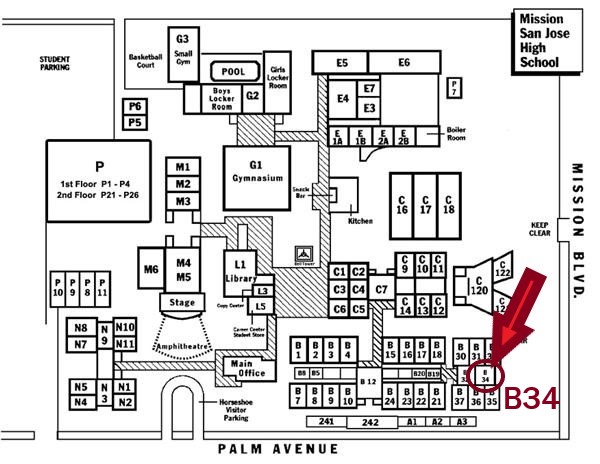 Mission
San Jose
High
School
STUDENT
PARKING
Basketball
Court
G3
Small
Gym
POOL
Girls
Locker
Room
Boys
Locker
Room
G2
E5
E6
E7
E4
E3
P
7
P6
P5
E
1A
E
1B
E
2A
E
2B
Boiler
Room
P
1st Floor P1 - P4
2nd Floor P21 - P26
M1
M2
M3
G1
Gymnasium
Snack
Bar
Kitchen
C
16
C
17
C
18
MISSION BLVD.
KEEP
CLEAR
M6
M4
M5
Stage
L1
Library
L3
L5
Copy Center
Career Center
Student Store
Bell Tower
C1
C2
C3
C4
C6
C5
C7
C
9
C
10
C
11
C
14
C
13
C
12
C
120
C
122
P
10
P
9
P
8
P
11
N8
N7
N
9
N10
N11
Amphitheatre
N5
N4
N
3
N1
N2
Main
Office
Horseshoe
Visitor
Parking
B
1
B
2
B
3
B
4
B8
B5
B
7
B
8
B
9
B
10
B 12
B
15
B
16
B
17
B
18
B20
B19
B
24
B
23
B
22
B
21
B
30
B
31
B
34
B
37
B
36
B
35
B34
241
242
A1
A2
A3
PALM AVENUE